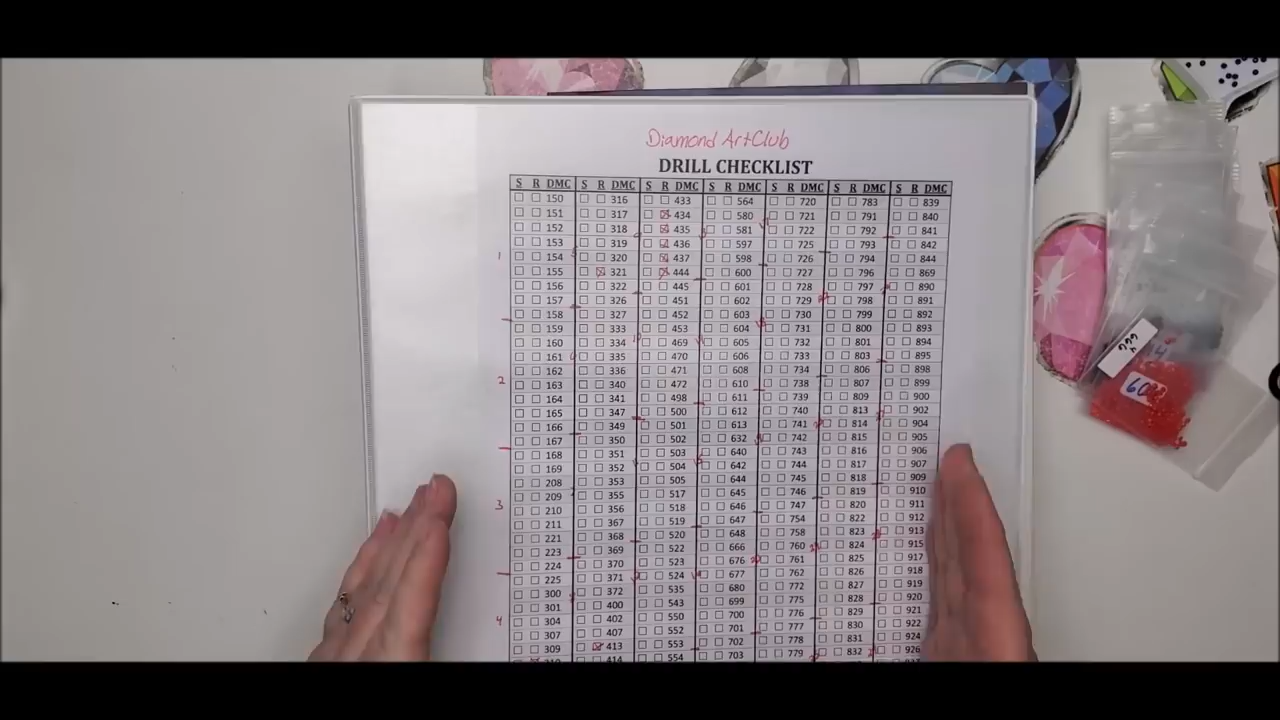 Diamond Art Club
DRILL CHECKLIST
S R DMC S R DMC S R DMC S R DMC S R DMC S R DMC S R DMC
150 316 433 564 720 783 839
151 317 434 580 721 791 840
152 318 435 581 722 792 841
153 319 436 597 725 793 842
154 320 437 598 726 794 844
155 321 444 600 727 796 869
156 322 445 601 728 797 890
157 326 451 602 729 798 891
158 327 452 603 730 799 892
159 333 453 604 731 800 893
160 334 469 605 732 801 894
161 335 470 606 733 803 895
162 336 471 608 734 806 898
163 340 472 610 738 807 899
164 341 498 611 739 809 900
165 347 500 612 740 813 902
166 349 501 613 741 814 904
167 350 502 632 742 815 905
168 351 503 640 743 816 906
169 352 504 642 744 817 907
208 353 505 644 745 818 909
209 355 517 645 746 819 910
210 356 518 646 747 820 911
211 367 519 647 754 822 912
221 368 520 648 758 823 913
223 369 522 666 760 824 915
224 370 523 676 761 825 917
225 371 524 677 762 826 918
300 372 535 680 772 827 919
301 400 543 699 775 828 920
304 402 550 700 776 829 921
307 407 552 701 777 830 922
309 413 553 702 778 831 924
310 414 554 703 779 832 926
1
2
3
4
666
608